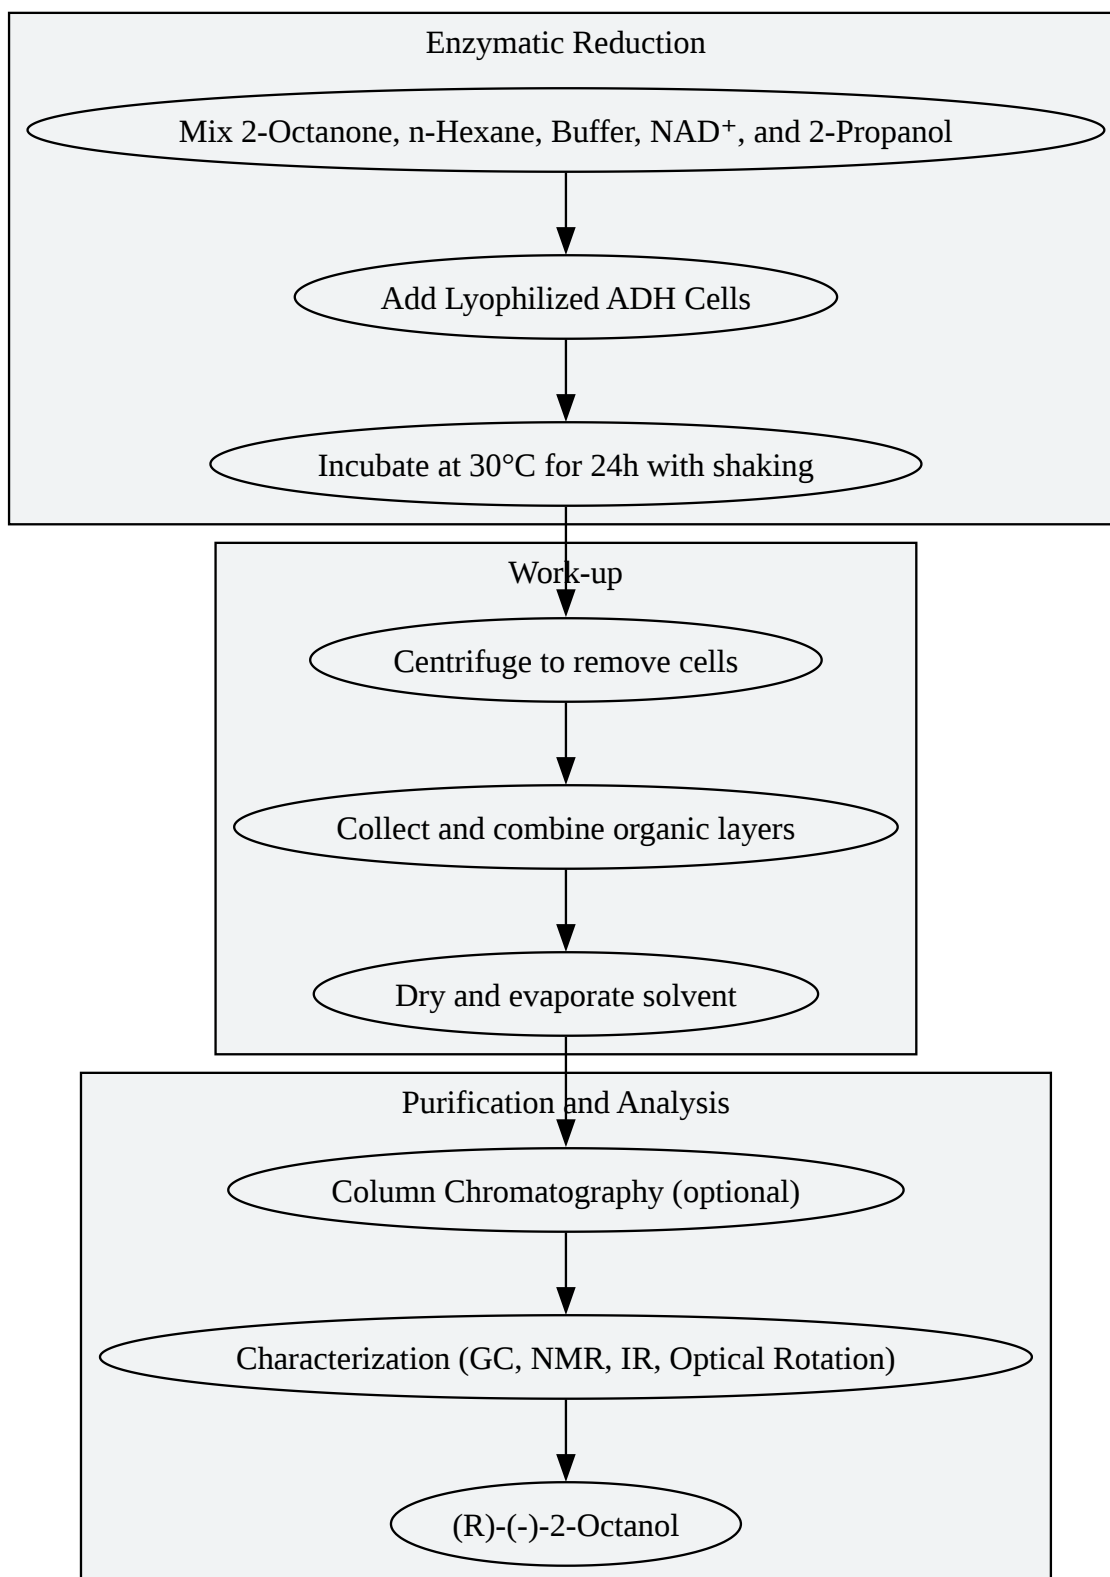 Enzymatic Reduction
Mix 2-Octanone, n-Hexane, Buffer, NAD⁺, and 2-Propanol
Add Lyophilized ADH Cells
Incubate at 30°C for 24h with shaking
Work-up
Centrifuge to remove cells
Collect and combine organic layers
Dry and evaporate solvent
Purification and Analysis
Column Chromatography (optional)
Characterization (GC, NMR, IR, Optical Rotation)
(R)-(-)-2-Octanol